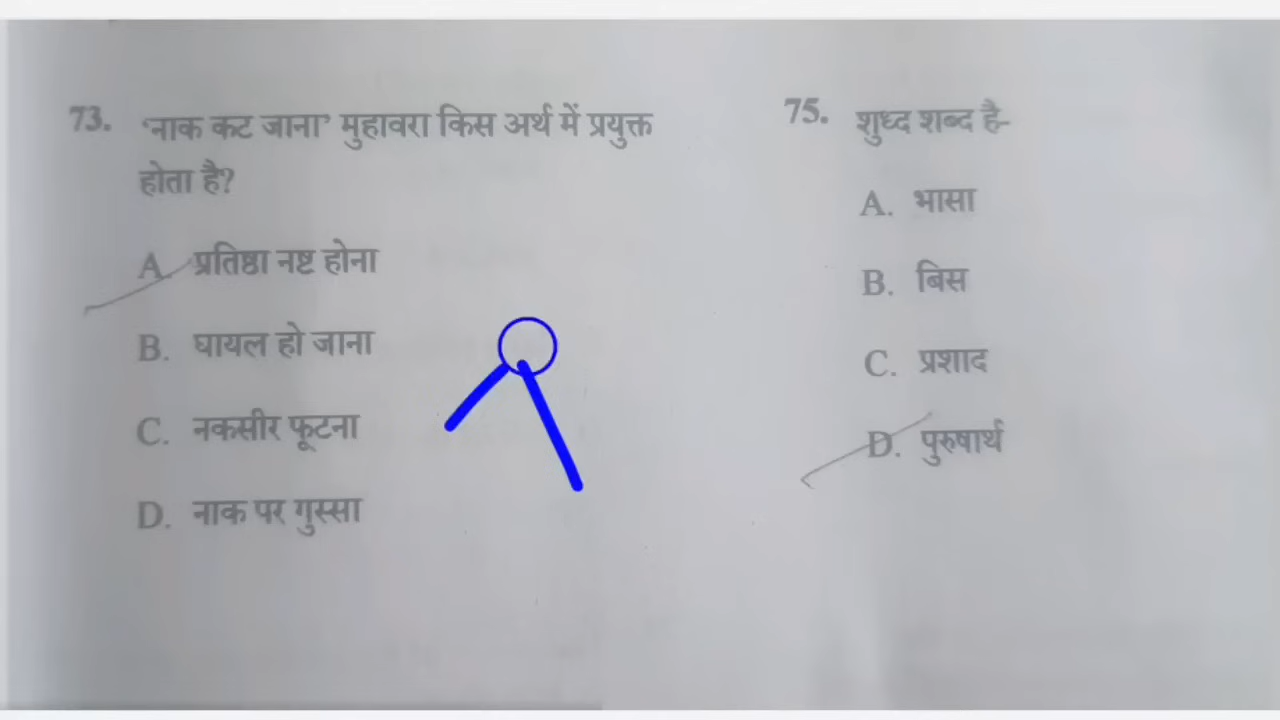 73. 'नाक कट जाना' मुहावरा किस अर्थ में प्रयुक्त
होता है?
A. प्रतिष्ठा नष्ट होना
B. घायल हो जाना
C. नकसीर फूटना
D. नाक पर गुस्सा
75. शुध्द शब्द है-
A. भासा
B. बिस
C. प्रशाद
D. पुरुषार्थ